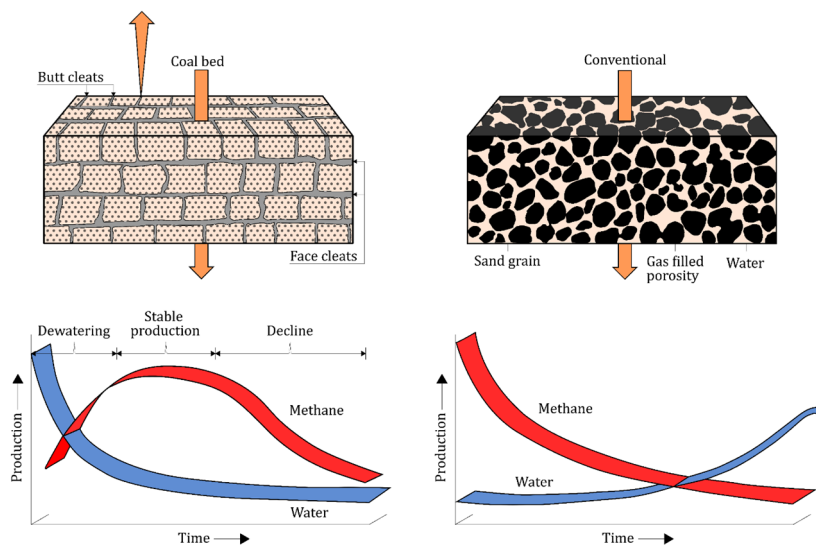 Coal bed
Butt cleats
Face cleats
Conventional
Sand grain
Gas filled
porosity
Water
Dewatering
Stable
production
Decline
Methane
Water
Production
Time
Methane
Water
Production
Time